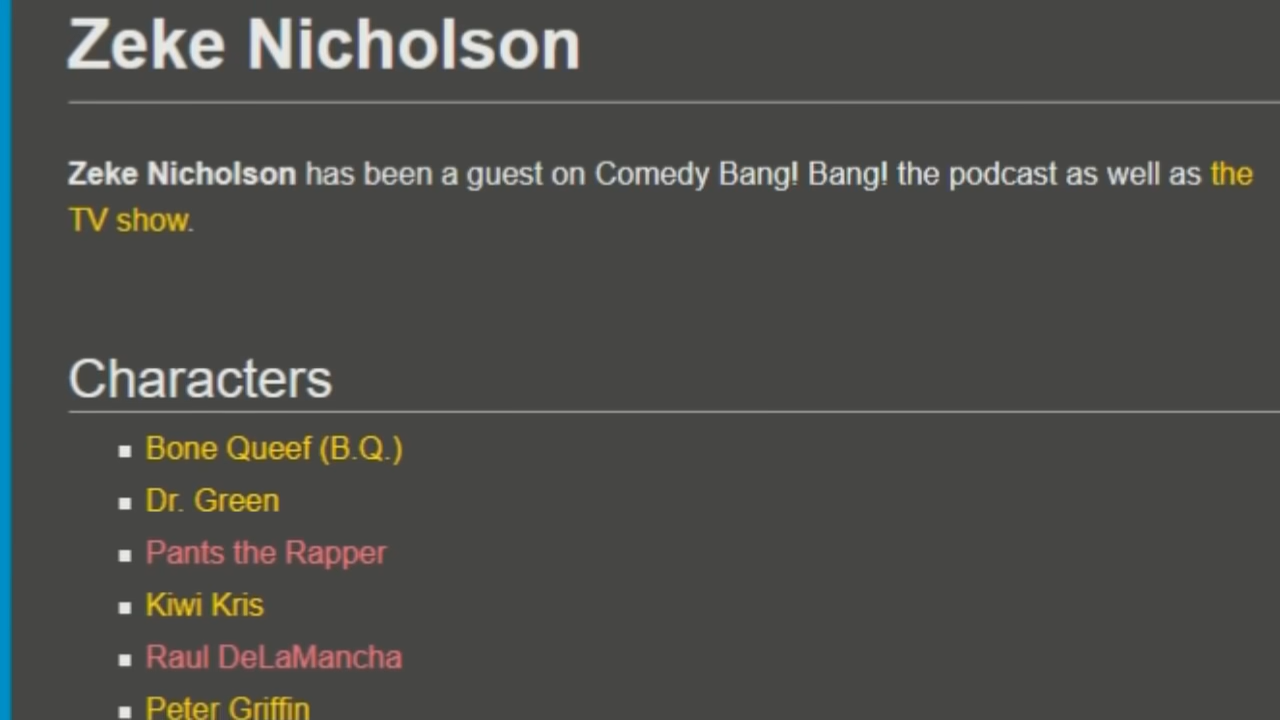 Zeke Nicholson
Zeke Nicholson has been a guest on Comedy Bang! Bang! the podcast as well as the
TV show.
Characters
Bone Queef (B.Q.)
Dr. Green
Pants the Rapper
Kiwi Kris
Raul DeLaMancha
Peter Griffin